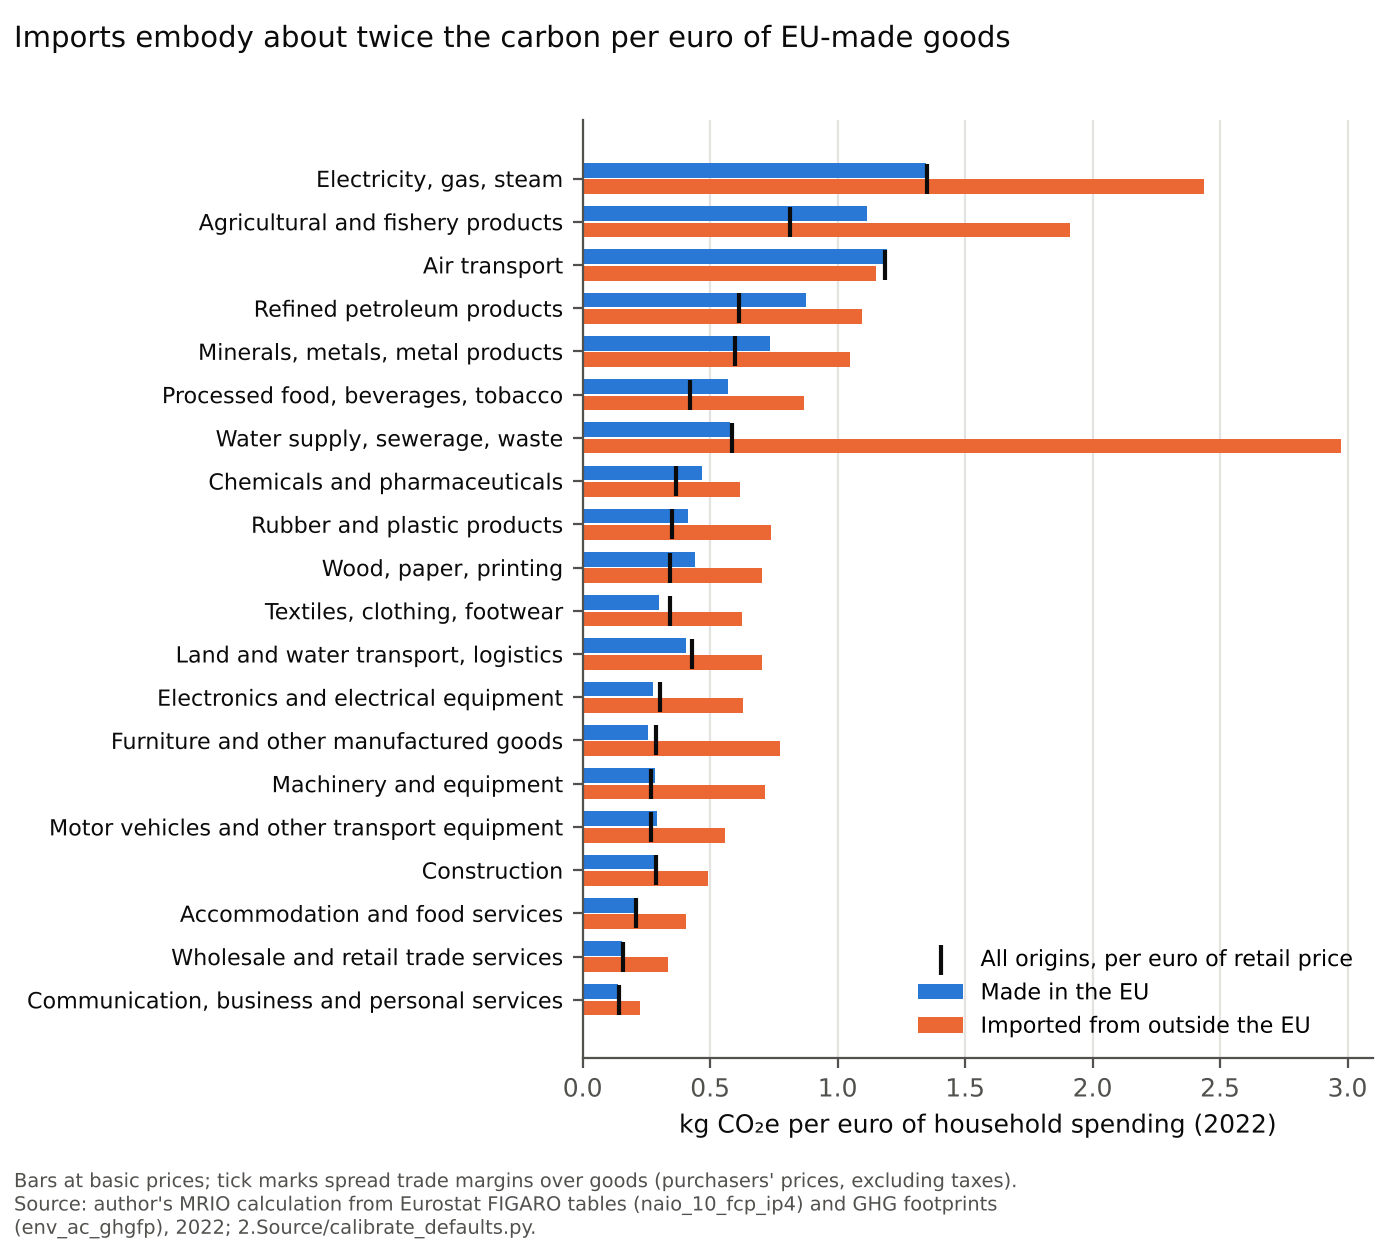 Imports embody about twice the carbon per euro of EU-made goods
Electricity, gas, steam
Agricultural and fishery products
Air transport
Refined petroleum products
Minerals, metals, metal products
Processed food, beverages, tobacco
Water supply, sewerage, waste
Chemicals and pharmaceuticals
Rubber and plastic products
Wood, paper, printing
Textiles, clothing, footwear
Land and water transport, logistics
Electronics and electrical equipment
Furniture and other manufactured goods
Machinery and equipment
Motor vehicles and other transport equipment
Construction
Accommodation and food services
Wholesale and retail trade services
Communication, business and personal services
All origins, per euro of retail price
Made in the EU
Imported from outside the EU
0.0 0.5 1.0 1.5 2.0 2.5 3.0
kg CO₂e per euro of household spending (2022)
Bars at basic prices; tick marks spread trade margins over goods (purchasers' prices, excluding taxes).
Source: author's MRIO calculation from Eurostat FIGARO tables (naio_10_fcp_ip4) and GHG footprints
(env_ac_ghgfp), 2022; 2.Source/calibrate_defaults.py.